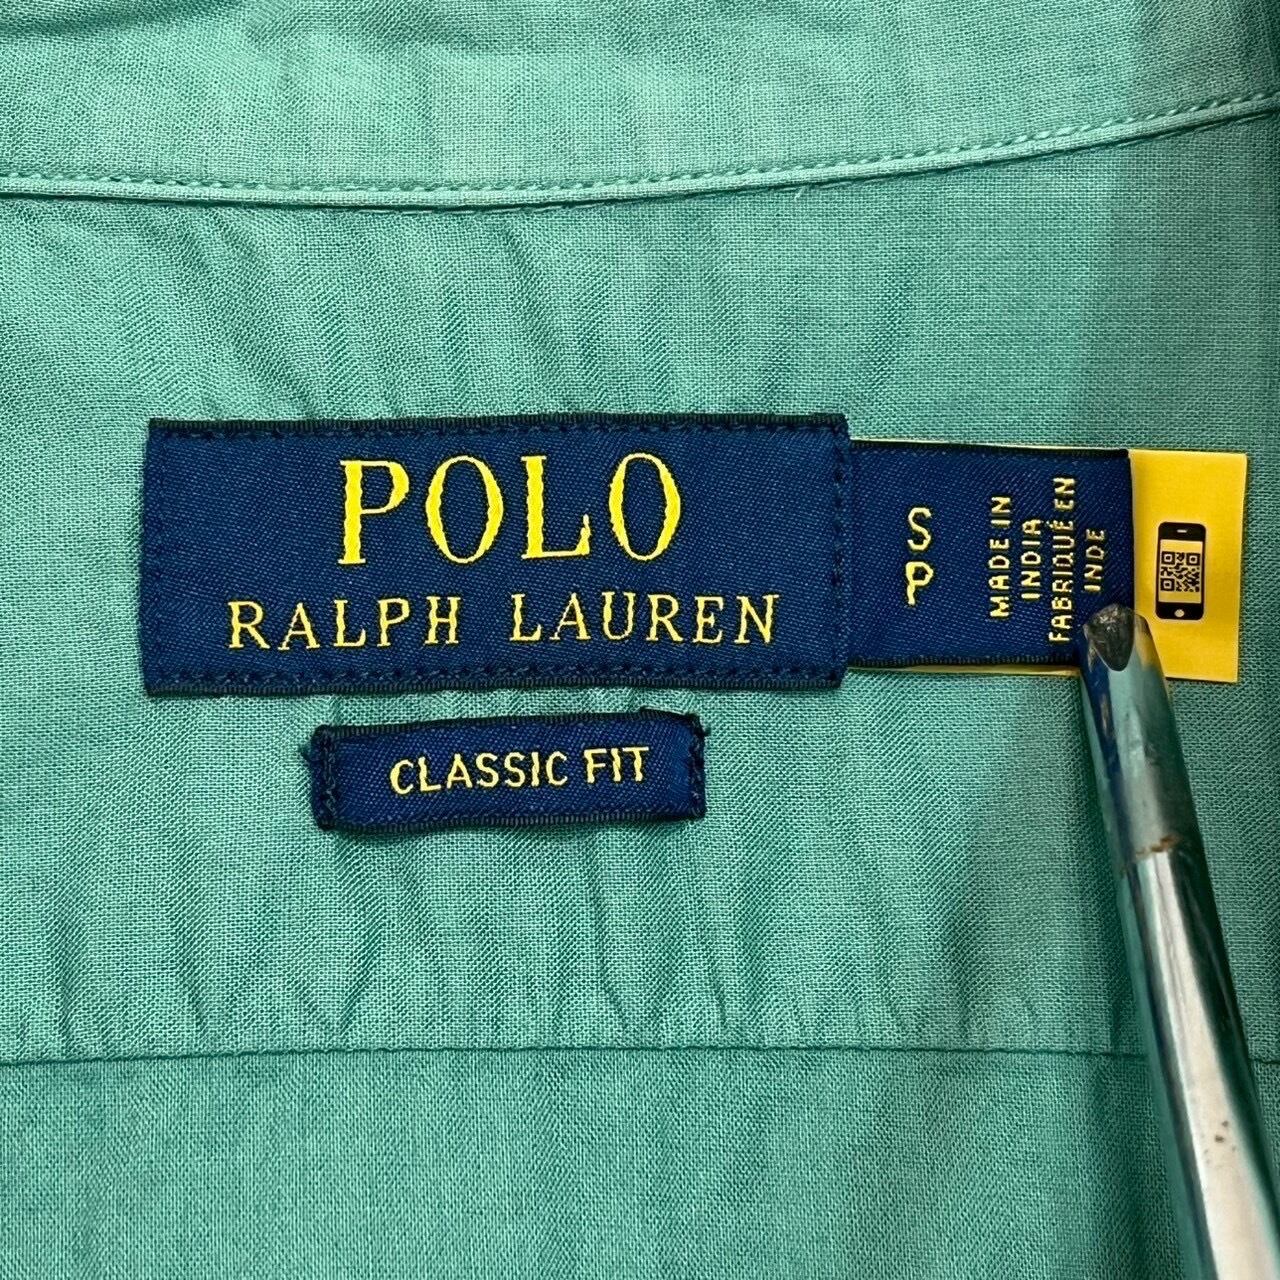 POLO
RALPH LAUREN
CLASSIC FIT
S
P
MADE IN
INDIA
FABRIQUÉ EN
INDE